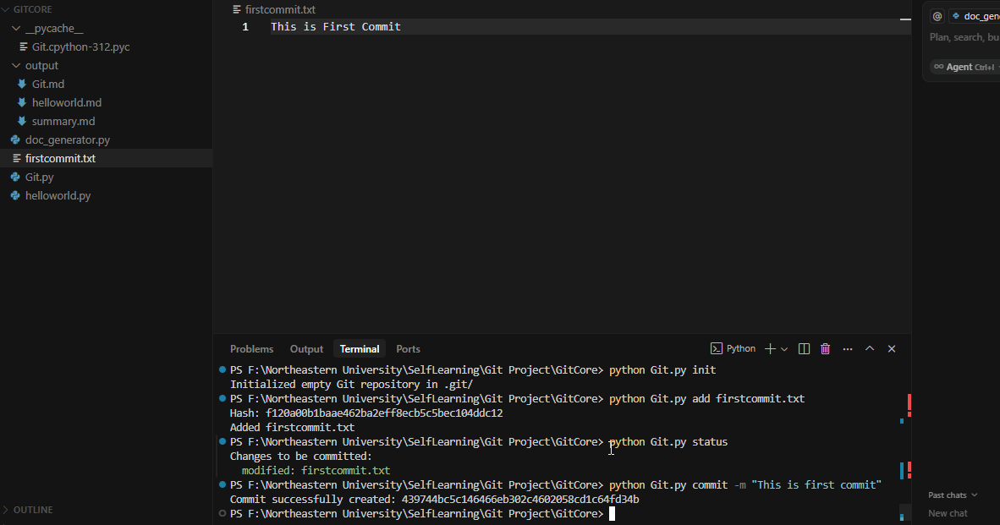 GITCORE
__pycache__
Git.cpython-312.pyc
output
Git.md
helloworld.md
summary.md
doc_generator.py
firstcommit.txt
Git.py
helloworld.py
OUTLINE
firstcommit.txt
1 This is First Commit
Problems Output Terminal Ports
Python
PS F:\Northeastern University\SelfLearning\Git Project\GitCore> python Git.py init
Initialized empty Git repository in .git/
PS F:\Northeastern University\SelfLearning\Git Project\GitCore> python Git.py add firstcommit.txt
Hash: f120a00b1baae462ba2eff8ecb5c5bec104ddc12
Added firstcommit.txt
PS F:\Northeastern University\SelfLearning\Git Project\GitCore> python Git.py status
Changes to be committed:
modified: firstcommit.txt
PS F:\Northeastern University\SelfLearning\Git Project\GitCore> python Git.py commit -m "This is first commit"
Commit successfully created: 439744bc5c146466eb302c4602058cd1c64fd34b
PS F:\Northeastern University\SelfLearning\Git Project\GitCore>
@ doc_gen
Plan, search, bu
Agent Ctrl+I
Past chats
New chat